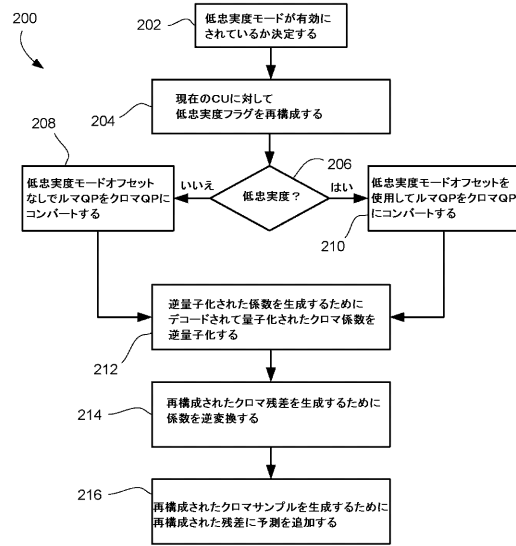 200
202
低忠実度モードが有効に
されているか決定する
204
現在のCUに対して
低忠実度フラグを再構成する
206
低忠実度?
いいえ
はい
208
低忠実度モードオフセット
なしでルマQPをクロマQPに
コンバートする
低忠実度モードオフセットを
使用してルマQPをクロマQP
にコンバートする
210
逆量子化された係数を生成するために
デコードされて量子化されたクロマ係数を
逆量子化する
212
214
再構成されたクロマ残差を生成するために
係数を逆変換する
216
再構成されたクロマサンプルを生成するために
再構成された残差に予測を追加する